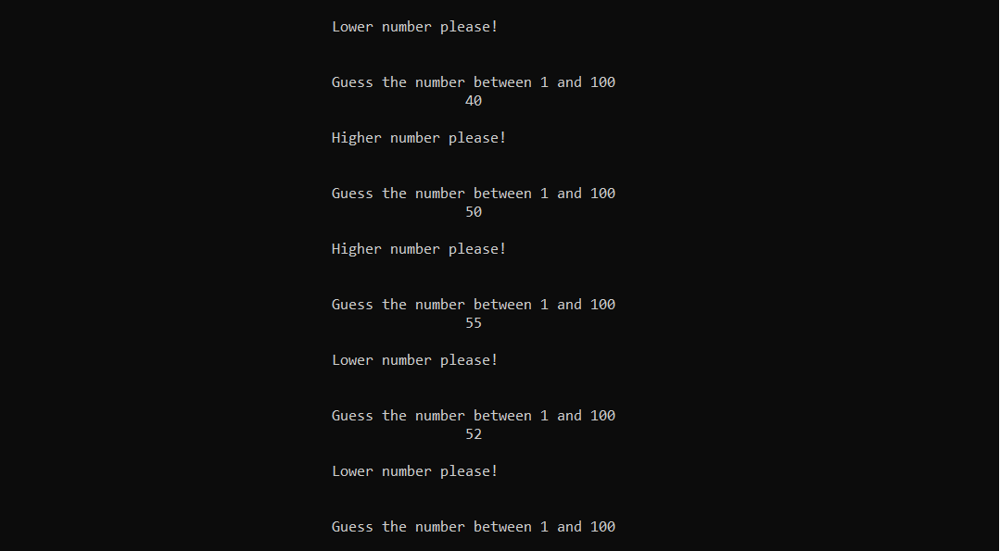 Lower number please!
Guess the number between 1 and 100
40
Higher number please!
Guess the number between 1 and 100
50
Higher number please!
Guess the number between 1 and 100
55
Lower number please!
Guess the number between 1 and 100
52
Lower number please!
Guess the number between 1 and 100